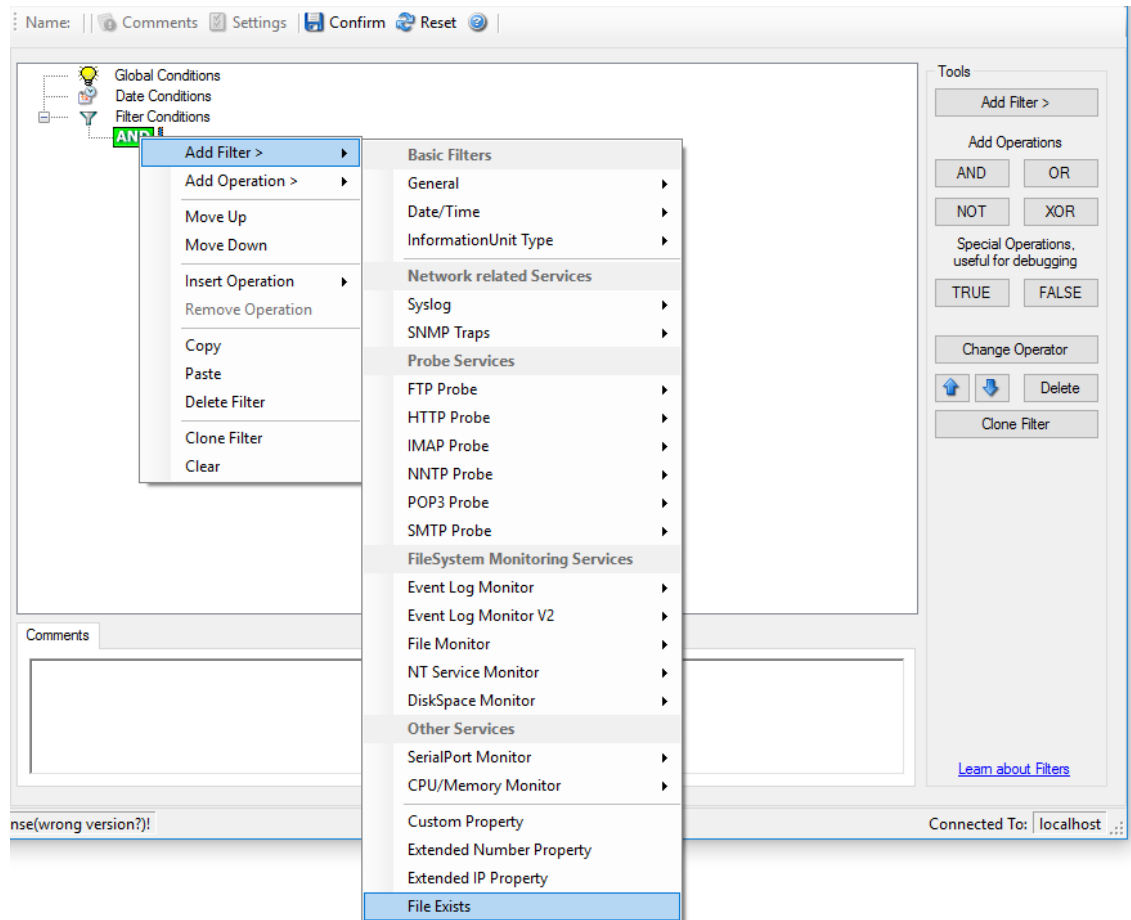 Name: Comments Settings Confirm Reset
Global Conditions
Date Conditions
Filter Conditions
AND
Add Filter >
Add Operation >
Move Up
Move Down
Insert Operation
Remove Operation
Copy
Paste
Delete Filter
Clone Filter
Clear
Basic Filters
General
Date/Time
InformationUnit Type
Network related Services
Syslog
SNMP Traps
Probe Services
FTP Probe
HTTP Probe
IMAP Probe
NNTP Probe
POP3 Probe
SMTP Probe
FileSystem Monitoring Services
Event Log Monitor
Event Log Monitor V2
File Monitor
NT Service Monitor
DiskSpace Monitor
Other Services
SerialPort Monitor
CPU/Memory Monitor
Custom Property
Extended Number Property
Extended IP Property
File Exists
Tools
Add Filter >
Add Operations
AND OR
NOT XOR
Special Operations,
useful for debugging
TRUE FALSE
Change Operator
Delete
Clone Filter
Learn about Filters
Comments
nse(wrong version?)!
Connected To: localhost